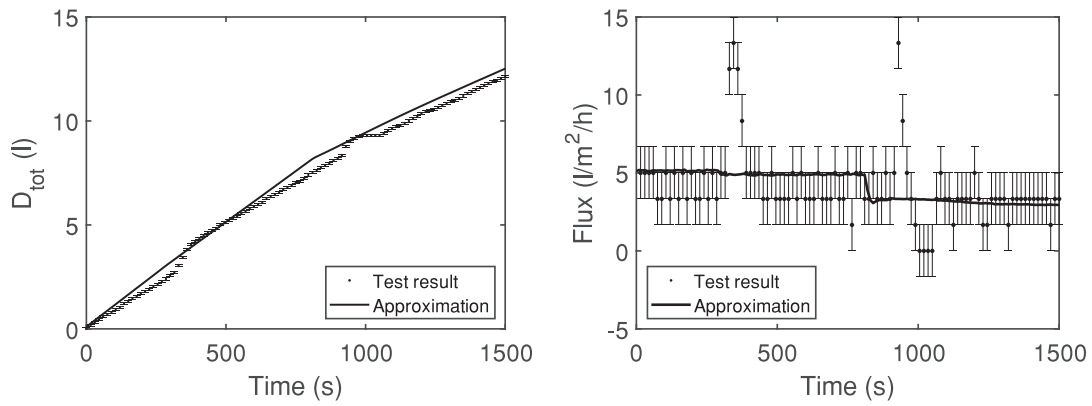 15
10
5
0
D_tot (l)
0 500 1000 1500
Time (s)
Test result
Approximation
15
10
5
0
-5
Flux (l/m²/h)
0 500 1000 1500
Time (s)
Test result
Approximation